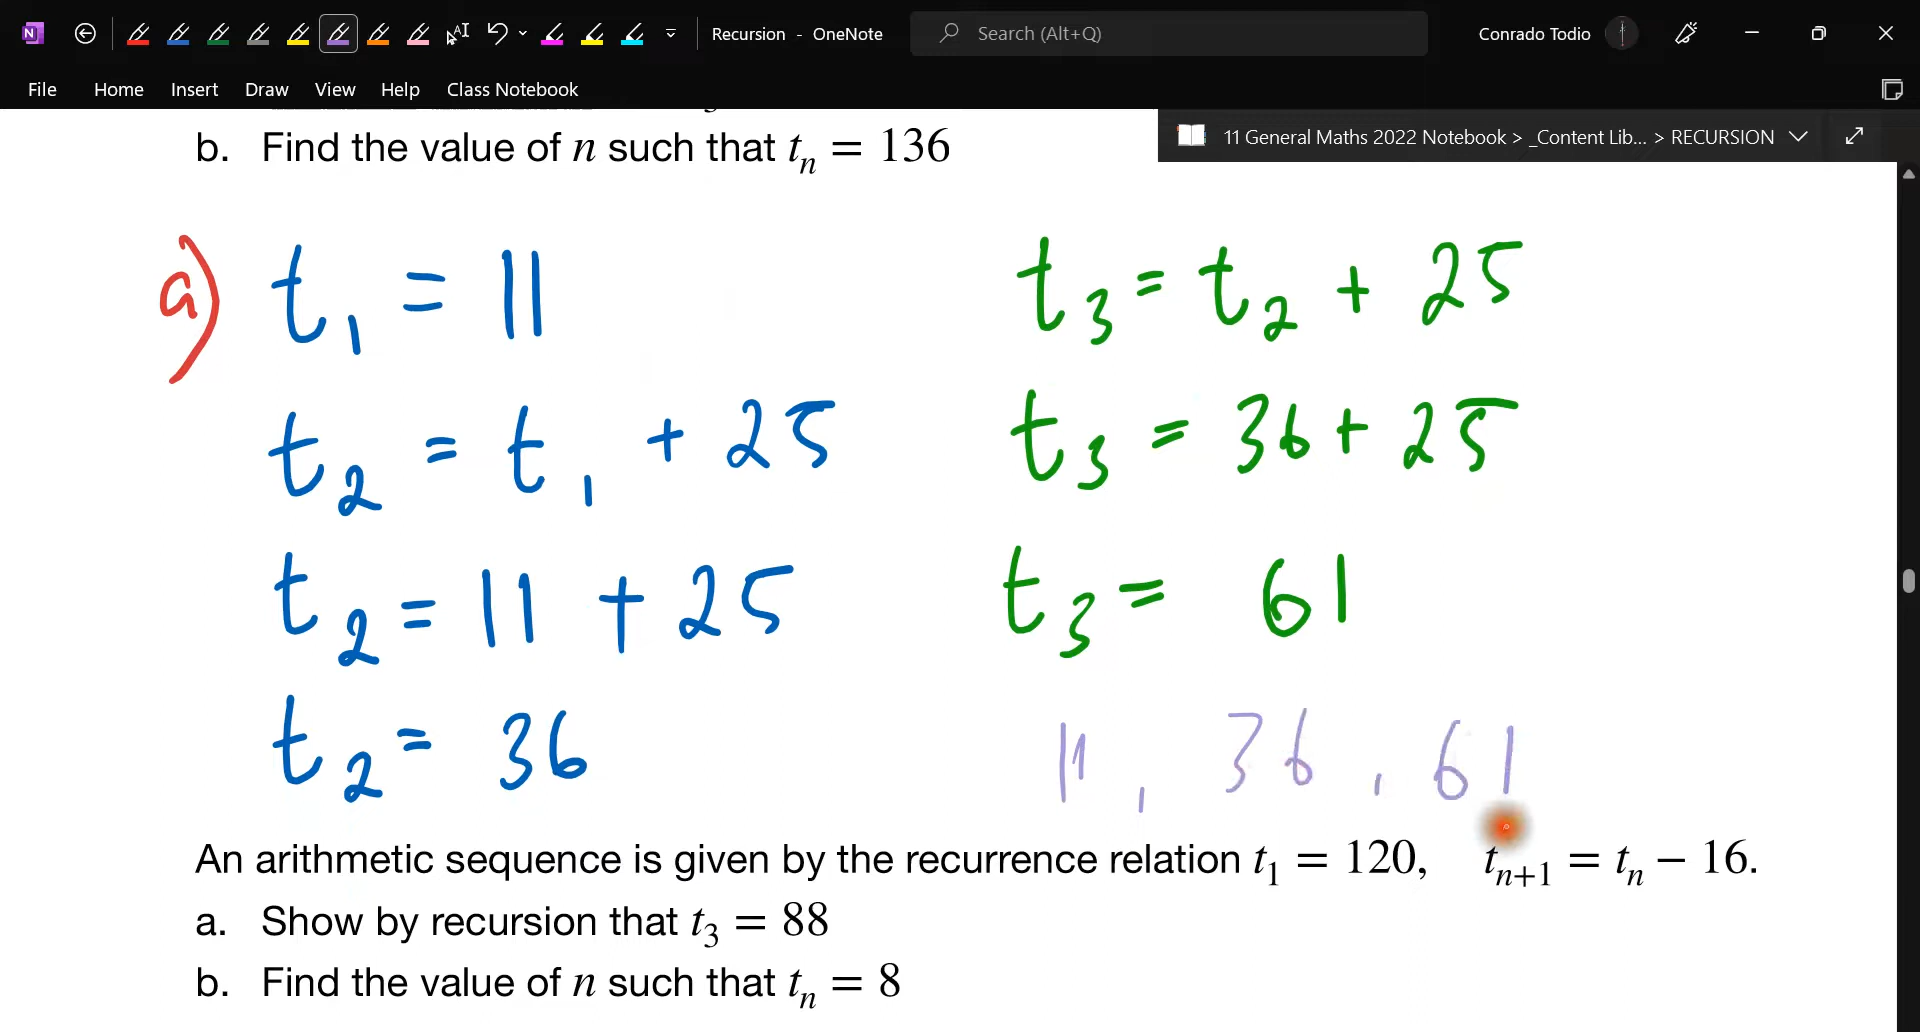 Recursion - OneNote
Search (Alt+Q)
Conrado Todio
File Home Insert Draw View Help Class Notebook
11 General Maths 2022 Notebook > _Content Lib... > RECURSION
b. Find the value of n such that tₙ = 136
a) t₁ = 11
t₂ = t₁ + 25
t₂ = 11 + 25
t₂ = 36
t₃ = t₂ + 25
t₃ = 36 + 25
t₃ = 61
11, 36, 61
An arithmetic sequence is given by the recurrence relation t₁ = 120, tₙ₊₁ = tₙ − 16.
a. Show by recursion that t₃ = 88
b. Find the value of n such that tₙ = 8